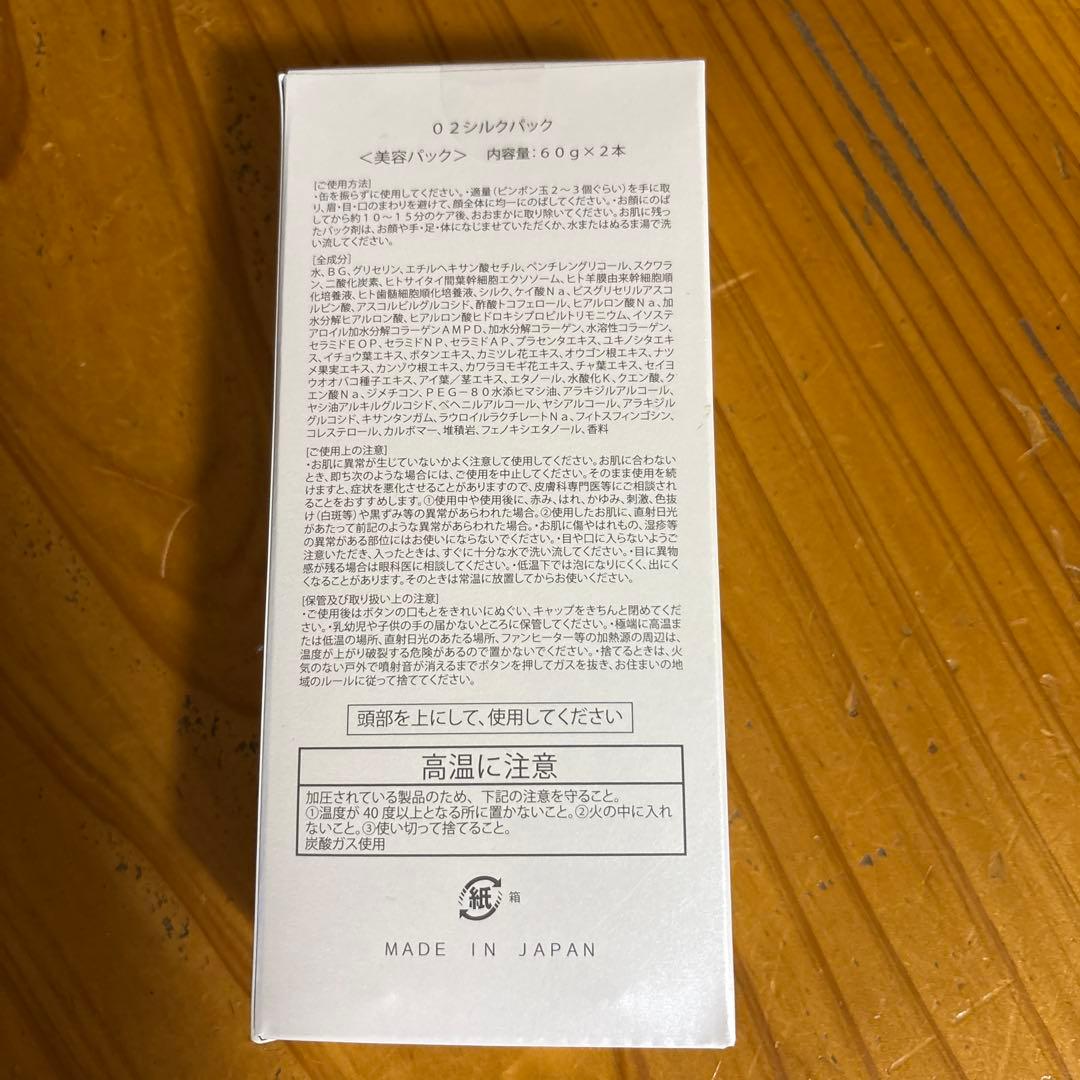 ０２シルクパック
＜美容パック＞　内容量：６０ｇ×２本
[ご使用方法]
・缶を振らずに使用してください。・適量（ピンポン玉２～３個ぐらい）を手に取
り、眉・目・口のまわりを避けて、顔全体に均一にのばしてください。・お顔にのば
してから約１０～１５分のケア後、おおまかに取り除いてください。お肌に残っ
たパック剤は、お顔や手・足・体になじませていただくか、水またはぬるま湯で洗
い流してください。
[全成分]
水、ＢＧ、グリセリン、エチルヘキサン酸セチル、ペンチレングリコール、スクワラ
ン、二酸化炭素、ヒトサイタイ間葉幹細胞エクソソーム、ヒト羊膜由来幹細胞順
化培養液、ヒト歯髄細胞順化培養液、シルク、ケイ酸Ｎａ、ビスグリセリルアスコ
ルビン酸、アスコルビルグルコシド、酢酸トコフェロール、ヒアルロン酸Ｎａ、加
水分解ヒアルロン酸、ヒアルロン酸ヒドロキシプロピルトリモニウム、イソステ
アロイル加水分解コラーゲンＡＭＰＤ、加水分解コラーゲン、水溶性コラーゲン、
セラミドＥＯＰ、セラミドＮＰ、セラミドＡＰ、プラセンタエキス、ユキノシタエキ
ス、イチョウ葉エキス、ボタンエキス、カミツレ花エキス、オウゴン根エキス、ナツ
メ果実エキス、カンゾウ根エキス、カワラヨモギ花エキス、チャ葉エキス、セイヨ
ウオオバコ種子エキス、アイ葉／茎エキス、エタノール、水酸化Ｋ、クエン酸、ク
エン酸Ｎａ、ジメチコン、ＰＥＧ－８０水添ヒマシ油、アラキジルアルコール、
ヤシ油アルキルグルコシド、ベヘニルアルコール、ヤシアルコール、アラキジル
グルコシド、キサンタンガム、ラウロイルラクチレートＮａ、フィトスフィンゴシン、
コレステロール、カルボマー、堆積岩、フェノキシエタノール、香料
[ご使用上の注意]
・お肌に異常が生じていないかよく注意して使用してください。お肌に合わない
とき、即ち次のような場合には、ご使用を中止してください。そのまま使用を続
けますと、症状を悪化させることがありますので、皮膚科専門医等にご相談され
ることをおすすめします。①使用中や使用後に、赤み、はれ、かゆみ、刺激、色抜
け（白斑等）や黒ずみ等の異常があらわれた場合。②使用したお肌に、直射日光
があたって前記のような異常があらわれた場合。・お肌に傷やはれもの、湿疹等
の異常がある部位にはお使いにならないでください。・目や口に入らないようご
注意いただき、入ったときは、すぐに十分な水で洗い流してください。・目に異物
感が残る場合は眼科医に相談してください。・低温下では泡になりにくく、出にく
くなることがあります。そのときは常温に放置してからお使いください。
[保管及び取り扱い上の注意]
・ご使用後はボタンの口もとをきれいにぬぐい、キャップをきちんと閉めてくだ
さい。・乳幼児や子供の手の届かないところに保管してください。・極端に高温ま
たは低温の場所、直射日光のあたる場所、ファンヒーター等の加熱源の周辺は、
温度が上がり破裂する危険があるので置かないでください。・捨てるときは、火
気のない戸外で噴射音が消えるまでボタンを押してガスを抜き、お住まいの地
域のルールに従って捨ててください。
頭部を上にして、使用してください
高温に注意
加圧されている製品のため、下記の注意を守ること。
①温度が 40 度以上となる所に置かないこと。②火の中に入れ
ないこと。③使い切って捨てること。
炭酸ガス使用
紙 箱
MADE IN JAPAN